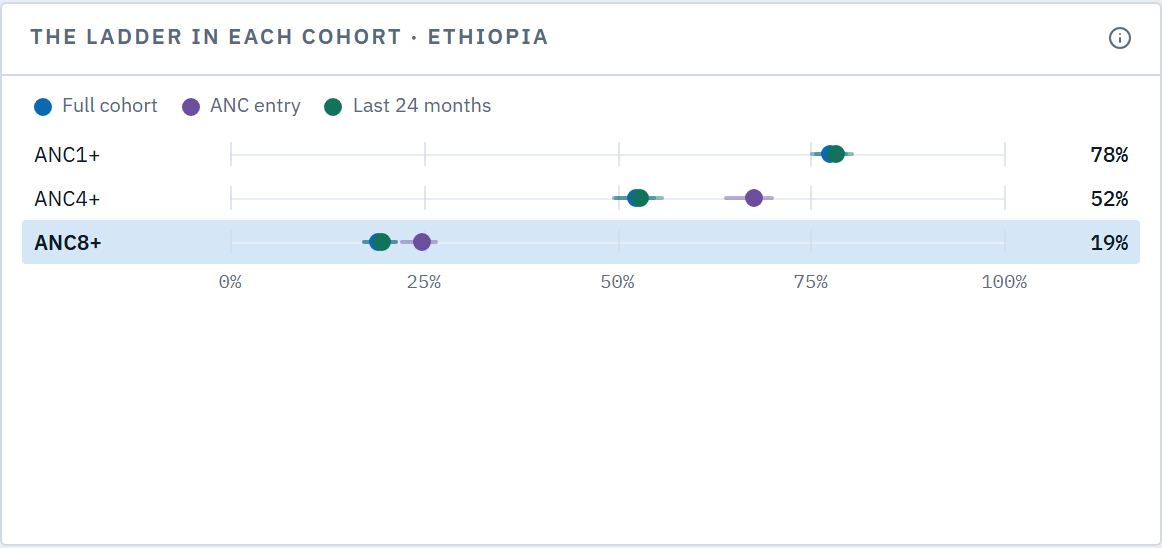 THE LADDER IN EACH COHORT · ETHIOPIA
Full cohort ANC entry Last 24 months
ANC1+ 78%
ANC4+ 52%
ANC8+ 19%
0% 25% 50% 75% 100%